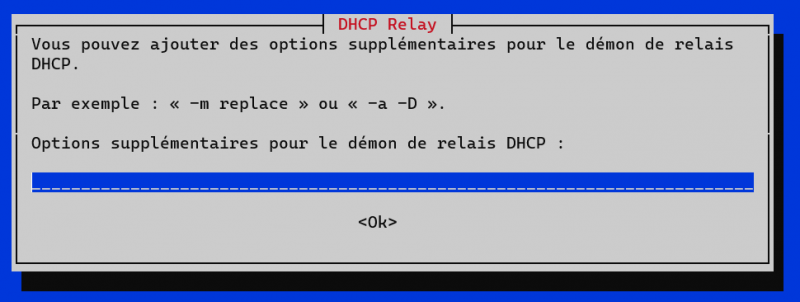 DHCP Relay
Vous pouvez ajouter des options supplémentaires pour le démon de relais
DHCP.
Par exemple : « -m replace » ou « -a -D ».
Options supplémentaires pour le démon de relais DHCP :
<Ok>